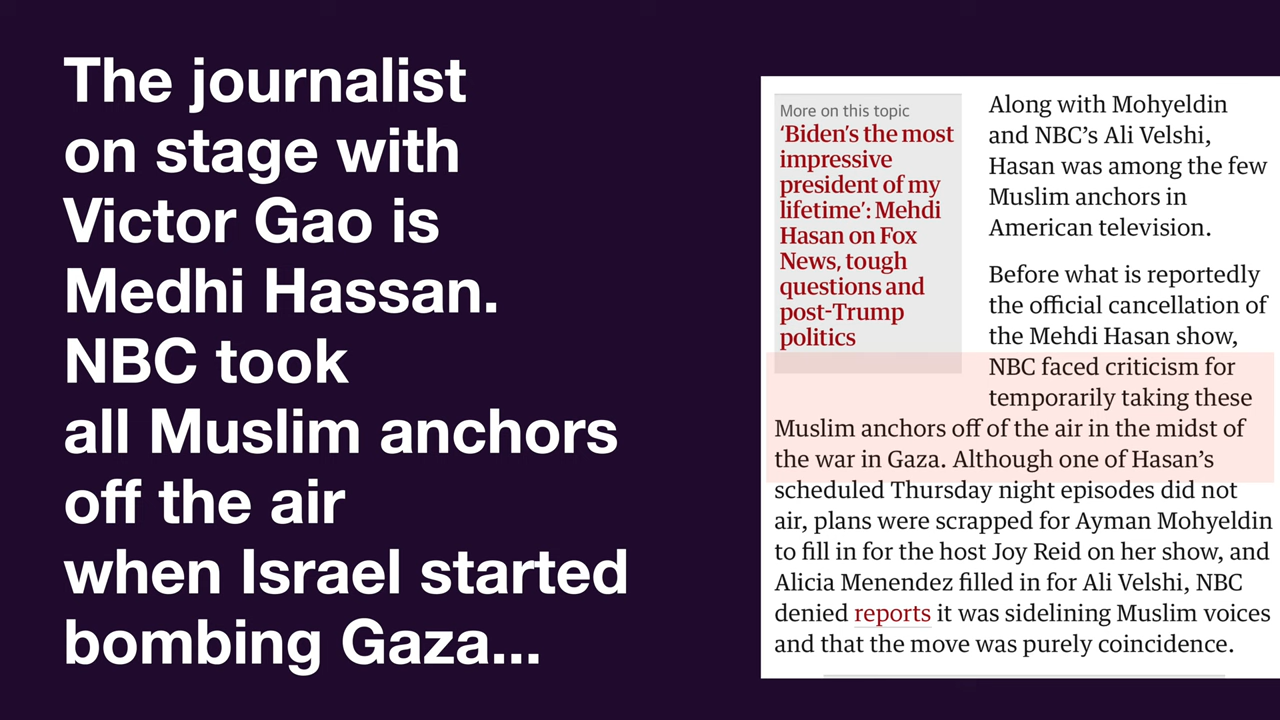 The journalist
on stage with
Victor Gao is
Medhi Hassan.
NBC took
all Muslim anchors
off the air
when Israel started
bombing Gaza...
More on this topic
‘Biden’s the most
impressive
president of my
lifetime’: Mehdi
Hasan on Fox
News, tough
questions and
post-Trump
politics
Along with Mohyeldin
and NBC’s Ali Velshi,
Hasan was among the few
Muslim anchors in
American television.
Before what is reportedly
the official cancellation of
the Mehdi Hasan show,
NBC faced criticism for
temporarily taking these
Muslim anchors off of the air in the midst of
the war in Gaza. Although one of Hasan’s
scheduled Thursday night episodes did not
air, plans were scrapped for Ayman Mohyeldin
to fill in for the host Joy Reid on her show, and
Alicia Menendez filled in for Ali Velshi, NBC
denied reports it was sidelining Muslim voices
and that the move was purely coincidence.